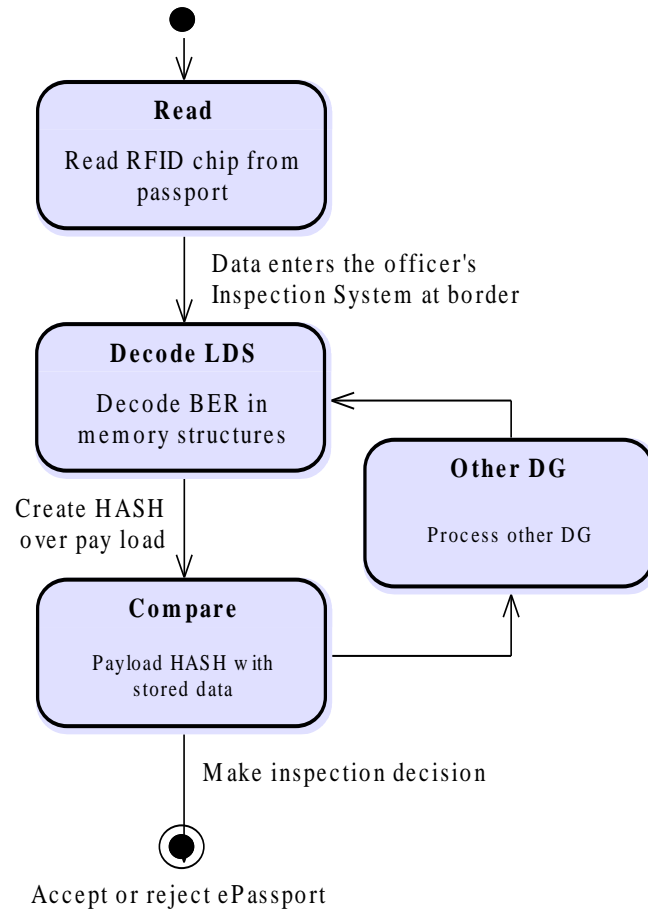 Read
Read RFID chip from
passport
Data enters the officer's
Inspection System at border
Decode LDS
Decode BER in
memory structures
Other DG
Process other DG
Create HASH
over pay load
Compare
Payload HASH with
stored data
Make inspection decision
Accept or reject ePassport